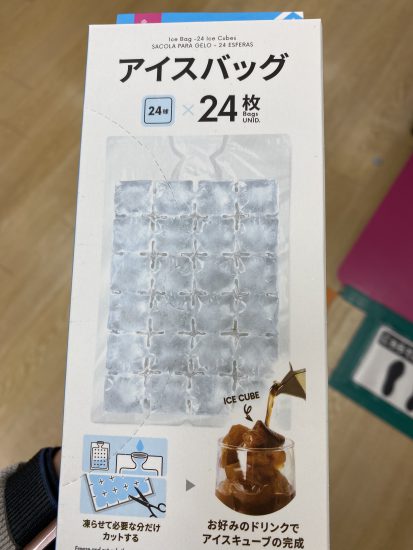 Ice Bag -24 Ice Cubes
SACOLA PARA GELO - 24 ESFERAS
アイスバッグ
24球 × 24枚
Bags
UNID.
ICE CUBE
凍らせて必要な分だけ
カットする
お好みのドリンクで
アイスキューブの完成